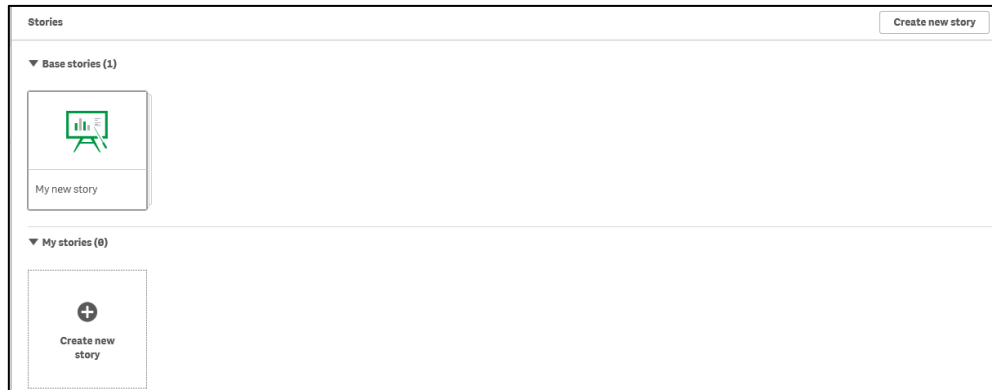 Stories
Create new story
Base stories (1)
My new story
My stories (0)
Create new
story